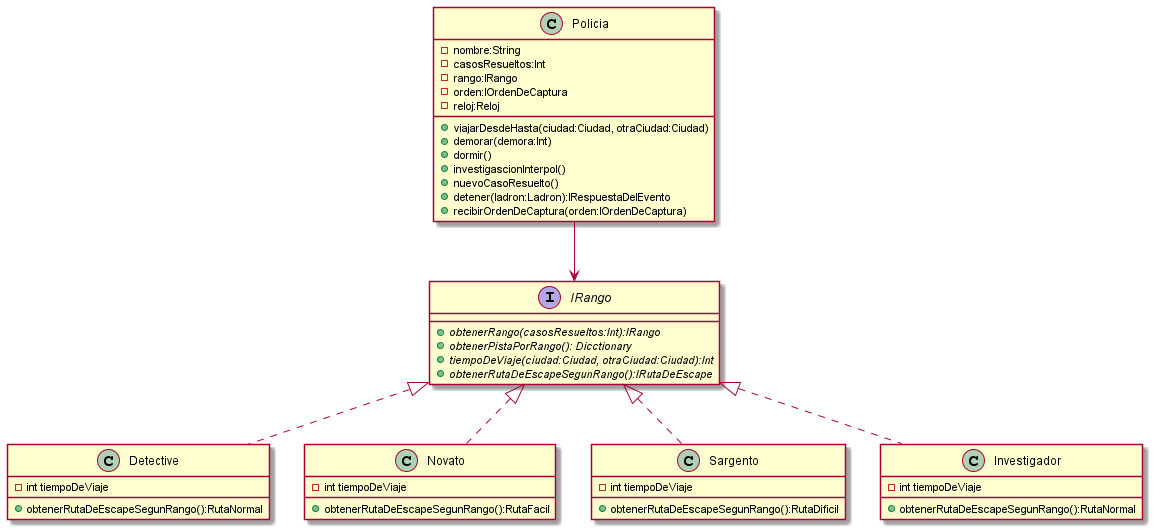 C Policia
nombre:String
casosResueltos:Int
rango:IRango
orden:IOrdenDeCaptura
reloj:Reloj
viajarDesdeHasta(ciudad:Ciudad, otraCiudad:Ciudad)
demorar(demora:Int)
dormir()
investigascionInterpol()
nuevoCasoResuelto()
detener(ladron:Ladron):IRespuestaDelEvento
recibirOrdenDeCaptura(orden:IOrdenDeCaptura)
I IRango
obtenerRango(casosResueltos:Int):IRango
obtenerPistaPorRango(): Dicctionary
tiempoDeViaje(ciudad:Ciudad, otraCiudad:Ciudad):Int
obtenerRutaDeEscapeSegunRango():IRutaDeEscape
C Detective
int tiempoDeViaje
obtenerRutaDeEscapeSegunRango():RutaNormal
C Novato
int tiempoDeViaje
obtenerRutaDeEscapeSegunRango():RutaFacil
C Sargento
int tiempoDeViaje
obtenerRutaDeEscapeSegunRango():RutaDificil
C Investigador
int tiempoDeViaje
obtenerRutaDeEscapeSegunRango():RutaNormal